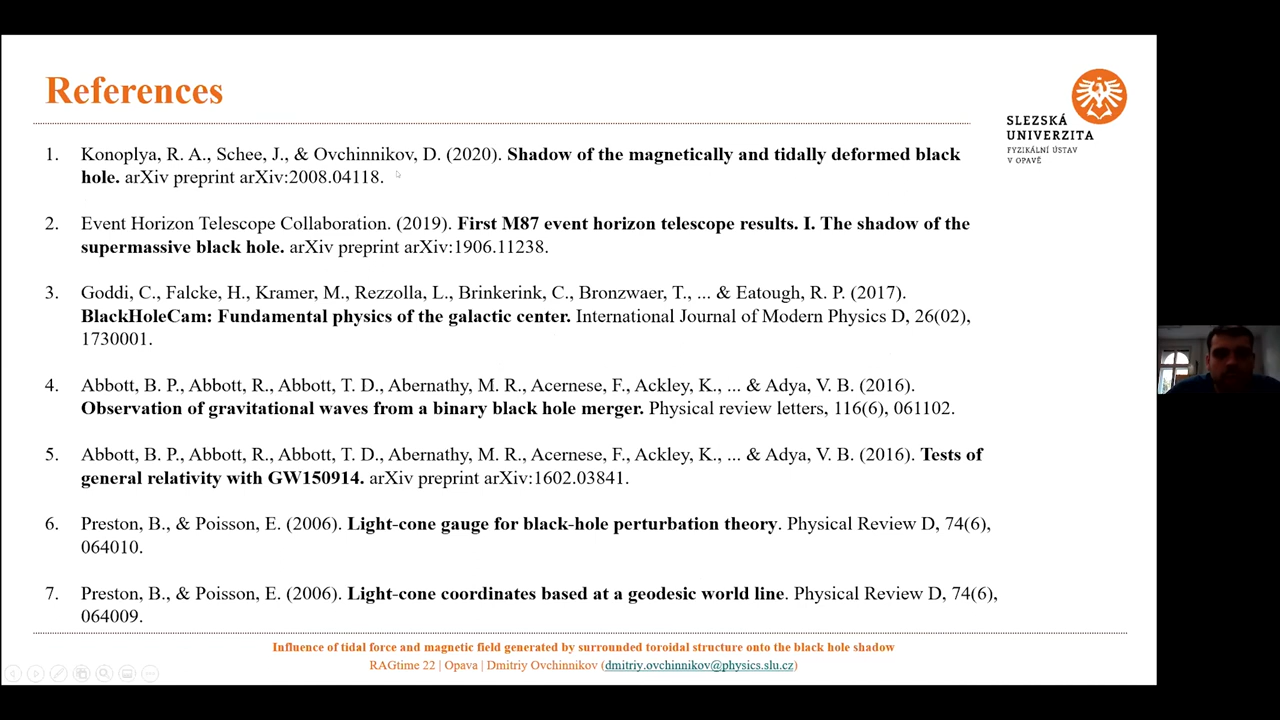 References
SLEZSKÁ
UNIVERZITA
FYZIKÁLNÍ ÚSTAV
V OPAVĚ
1. Konoplya, R. A., Schee, J., & Ovchinnikov, D. (2020). Shadow of the magnetically and tidally deformed black
hole. arXiv preprint arXiv:2008.04118.
2. Event Horizon Telescope Collaboration. (2019). First M87 event horizon telescope results. I. The shadow of the
supermassive black hole. arXiv preprint arXiv:1906.11238.
3. Goddi, C., Falcke, H., Kramer, M., Rezzolla, L., Brinkerink, C., Bronzwaer, T., ... & Eatough, R. P. (2017).
BlackHoleCam: Fundamental physics of the galactic center. International Journal of Modern Physics D, 26(02),
1730001.
4. Abbott, B. P., Abbott, R., Abbott, T. D., Abernathy, M. R., Acernese, F., Ackley, K., ... & Adya, V. B. (2016).
Observation of gravitational waves from a binary black hole merger. Physical review letters, 116(6), 061102.
5. Abbott, B. P., Abbott, R., Abbott, T. D., Abernathy, M. R., Acernese, F., Ackley, K., ... & Adya, V. B. (2016). Tests of
general relativity with GW150914. arXiv preprint arXiv:1602.03841.
6. Preston, B., & Poisson, E. (2006). Light-cone gauge for black-hole perturbation theory. Physical Review D, 74(6),
064010.
7. Preston, B., & Poisson, E. (2006). Light-cone coordinates based at a geodesic world line. Physical Review D, 74(6),
064009.
Influence of tidal force and magnetic field generated by surrounded toroidal structure onto the black hole shadow
RAGtime 22 | Opava | Dmitriy Ovchinnikov (dmitriy.ovchinnikov@physics.slu.cz)